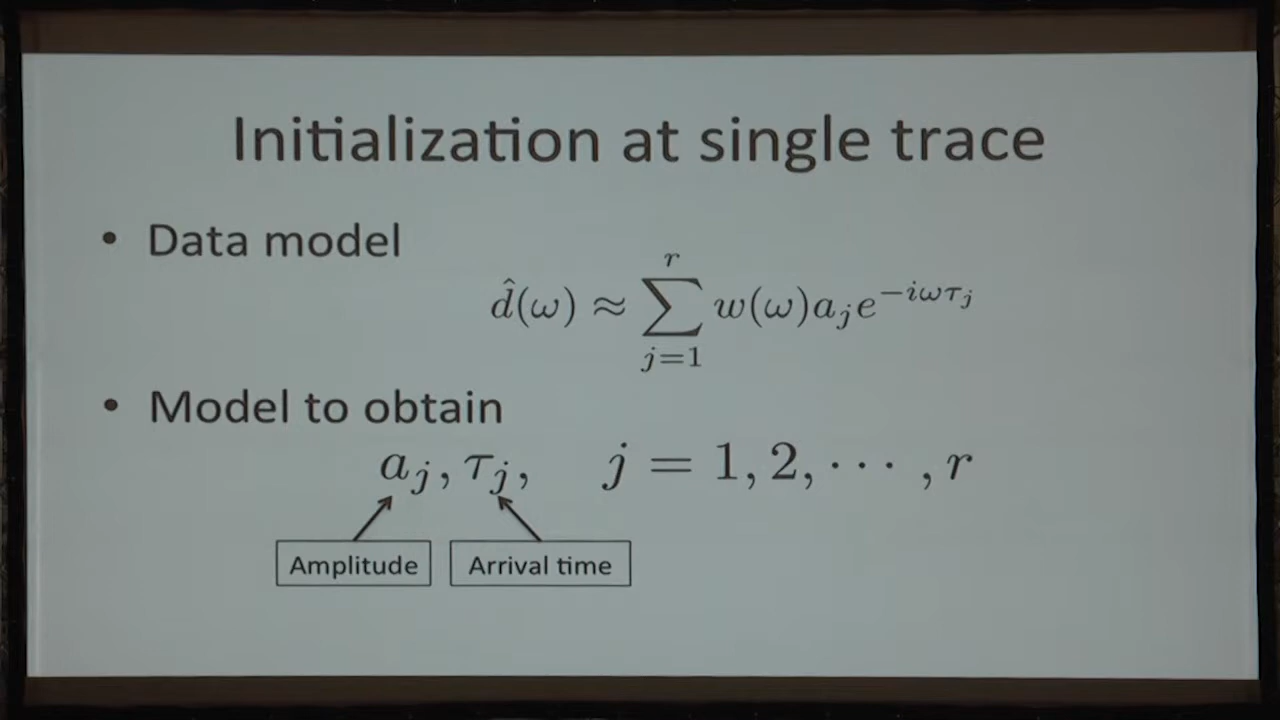 Initialization at single trace
• Data model
d̂(ω) ≈ ∑_{j=1}^{r} w(ω)a_j e^{−iωτ_j}
• Model to obtain
a_j, τ_j, j = 1, 2, ⋯ , r
Amplitude Arrival time